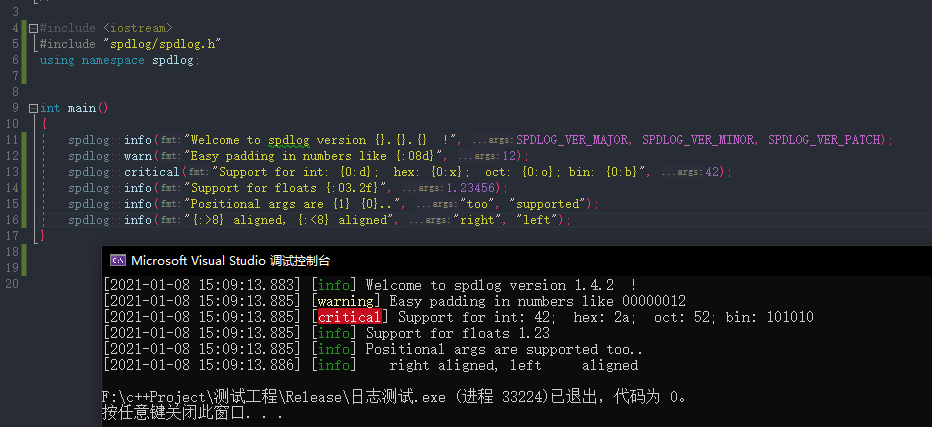 3
4 #include <iostream>
5 #include "spdlog/spdlog.h"
6 using namespace spdlog;
7
8
9 int main()
10 {
11 spdlog::info(fmt:"Welcome to spdlog version {}.{}.{}  !", ...args:SPDLOG_VER_MAJOR, SPDLOG_VER_MINOR, SPDLOG_VER_PATCH);
12 spdlog::warn(fmt:"Easy padding in numbers like {:08d}", ...args:12);
13 spdlog::critical(fmt:"Support for int: {0:d};  hex: {0:x};  oct: {0:o}; bin: {0:b}", ...args:42);
14 spdlog::info(fmt:"Support for floats {:03.2f}", ...args:1.23456);
15 spdlog::info(fmt:"Positional args are {1} {0}..", ...args:"too", "supported");
16 spdlog::info(fmt:"{:>8} aligned, {:<8} aligned", ...args:"right", "left");
17 }
18
19
20
Microsoft Visual Studio 调试控制台
[2021-01-08 15:09:13.883] [info] Welcome to spdlog version 1.4.2  !
[2021-01-08 15:09:13.885] [warning] Easy padding in numbers like 00000012
[2021-01-08 15:09:13.885] [critical] Support for int: 42;  hex: 2a;  oct: 52; bin: 101010
[2021-01-08 15:09:13.885] [info] Support for floats 1.23
[2021-01-08 15:09:13.885] [info] Positional args are supported too..
[2021-01-08 15:09:13.886] [info]    right aligned, left     aligned
F:\c++Project\测试工程\Release\日志测试.exe (进程 33224)已退出，代码为 0。
按任意键关闭此窗口. . .